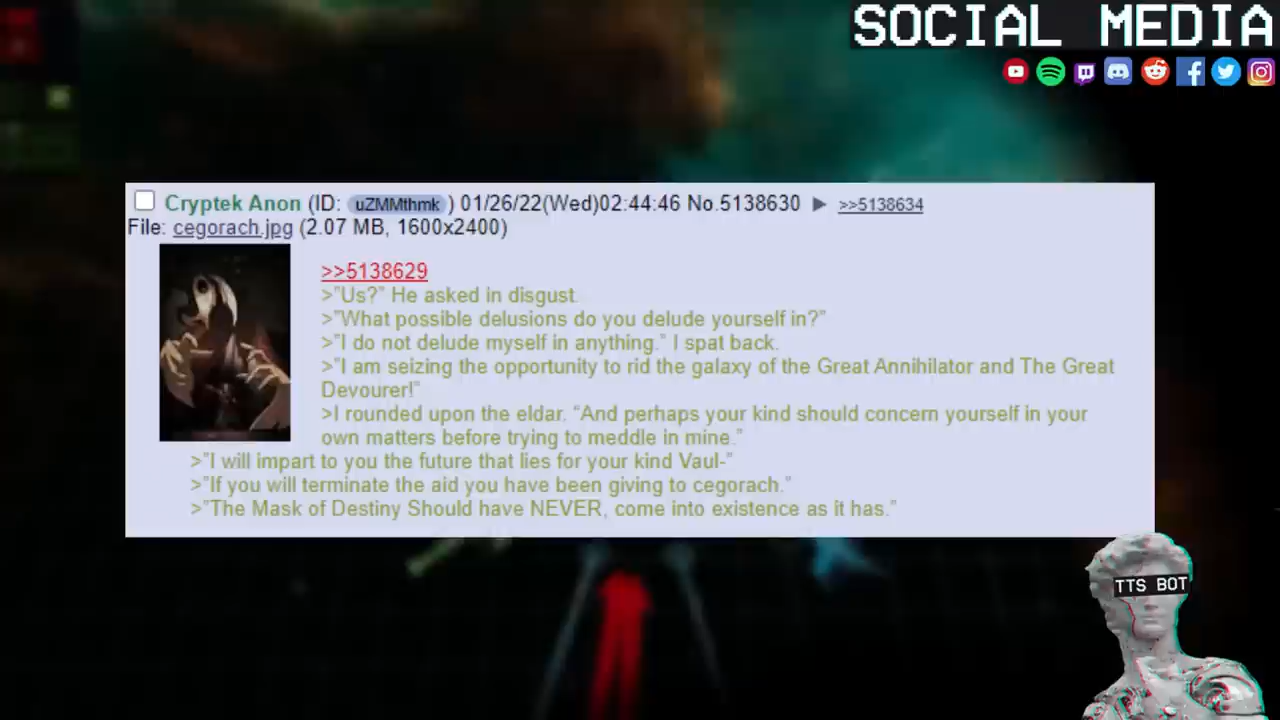 SOCIAL MEDIA
Cryptek Anon (ID: uZMMthmk ) 01/26/22(Wed)02:44:46 No.5138630 ▶ >>5138634
File: cegorach.jpg (2.07 MB, 1600x2400)
>>5138629
>"Us?" He asked in disgust.
>"What possible delusions do you delude yourself in?"
>"I do not delude myself in anything." I spat back.
>"I am seizing the opportunity to rid the galaxy of the Great Annihilator and The Great
Devourer!"
>I rounded upon the eldar. “And perhaps your kind should concern yourself in your
own matters before trying to meddle in mine.”
>"I will impart to you the future that lies for your kind Vaul-"
>"If you will terminate the aid you have been giving to cegorach."
>"The Mask of Destiny Should have NEVER, come into existence as it has."
TTS BOT